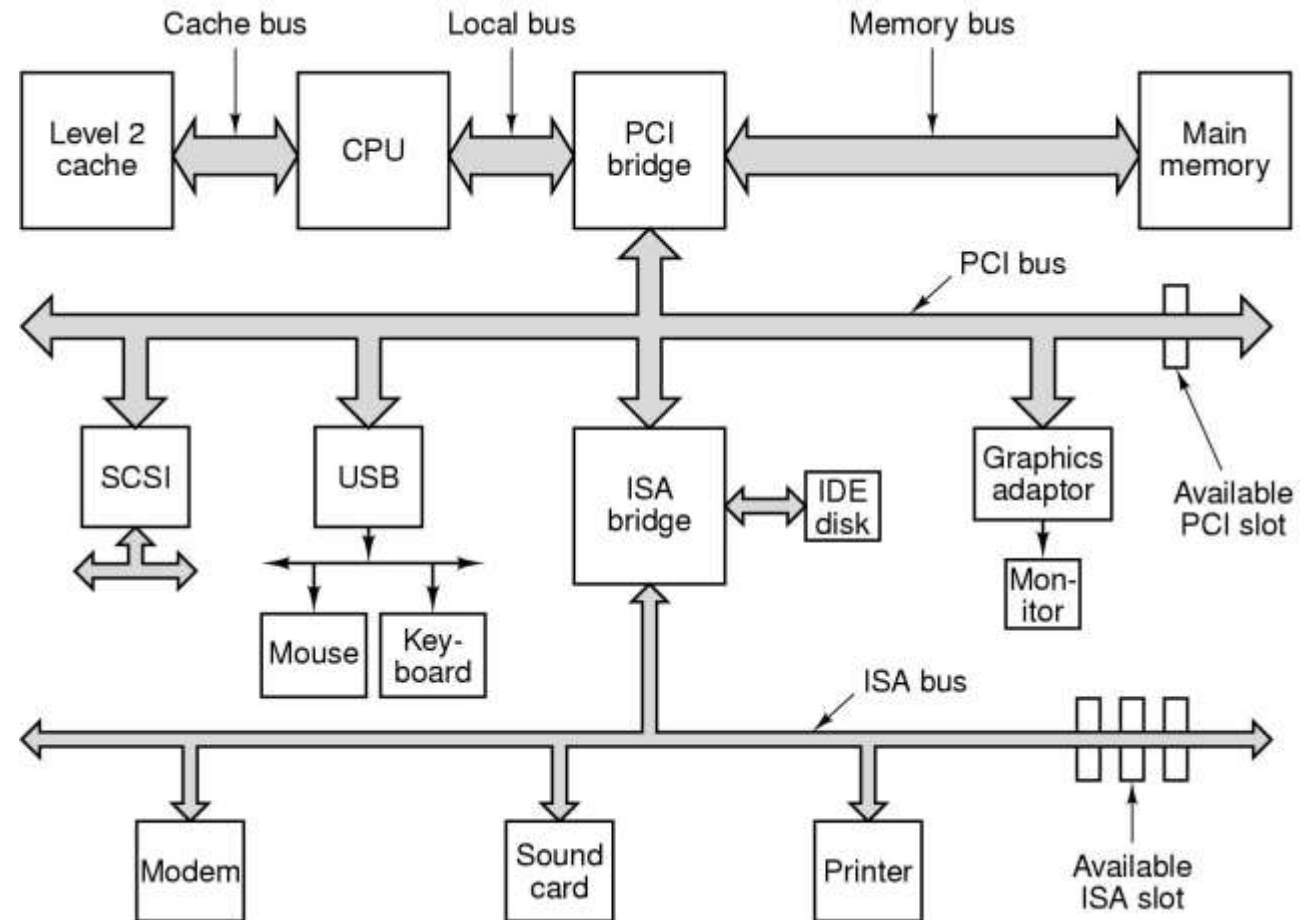 Cache bus
Local bus
Memory bus
Level 2
cache
CPU
PCI
bridge
Main
memory
PCI bus
SCSI
USB
ISA
bridge
IDE
disk
Graphics
adaptor
Available
PCI slot
Mon-
itor
Mouse
Key-
board
ISA bus
Modem
Sound
card
Printer
Available
ISA slot